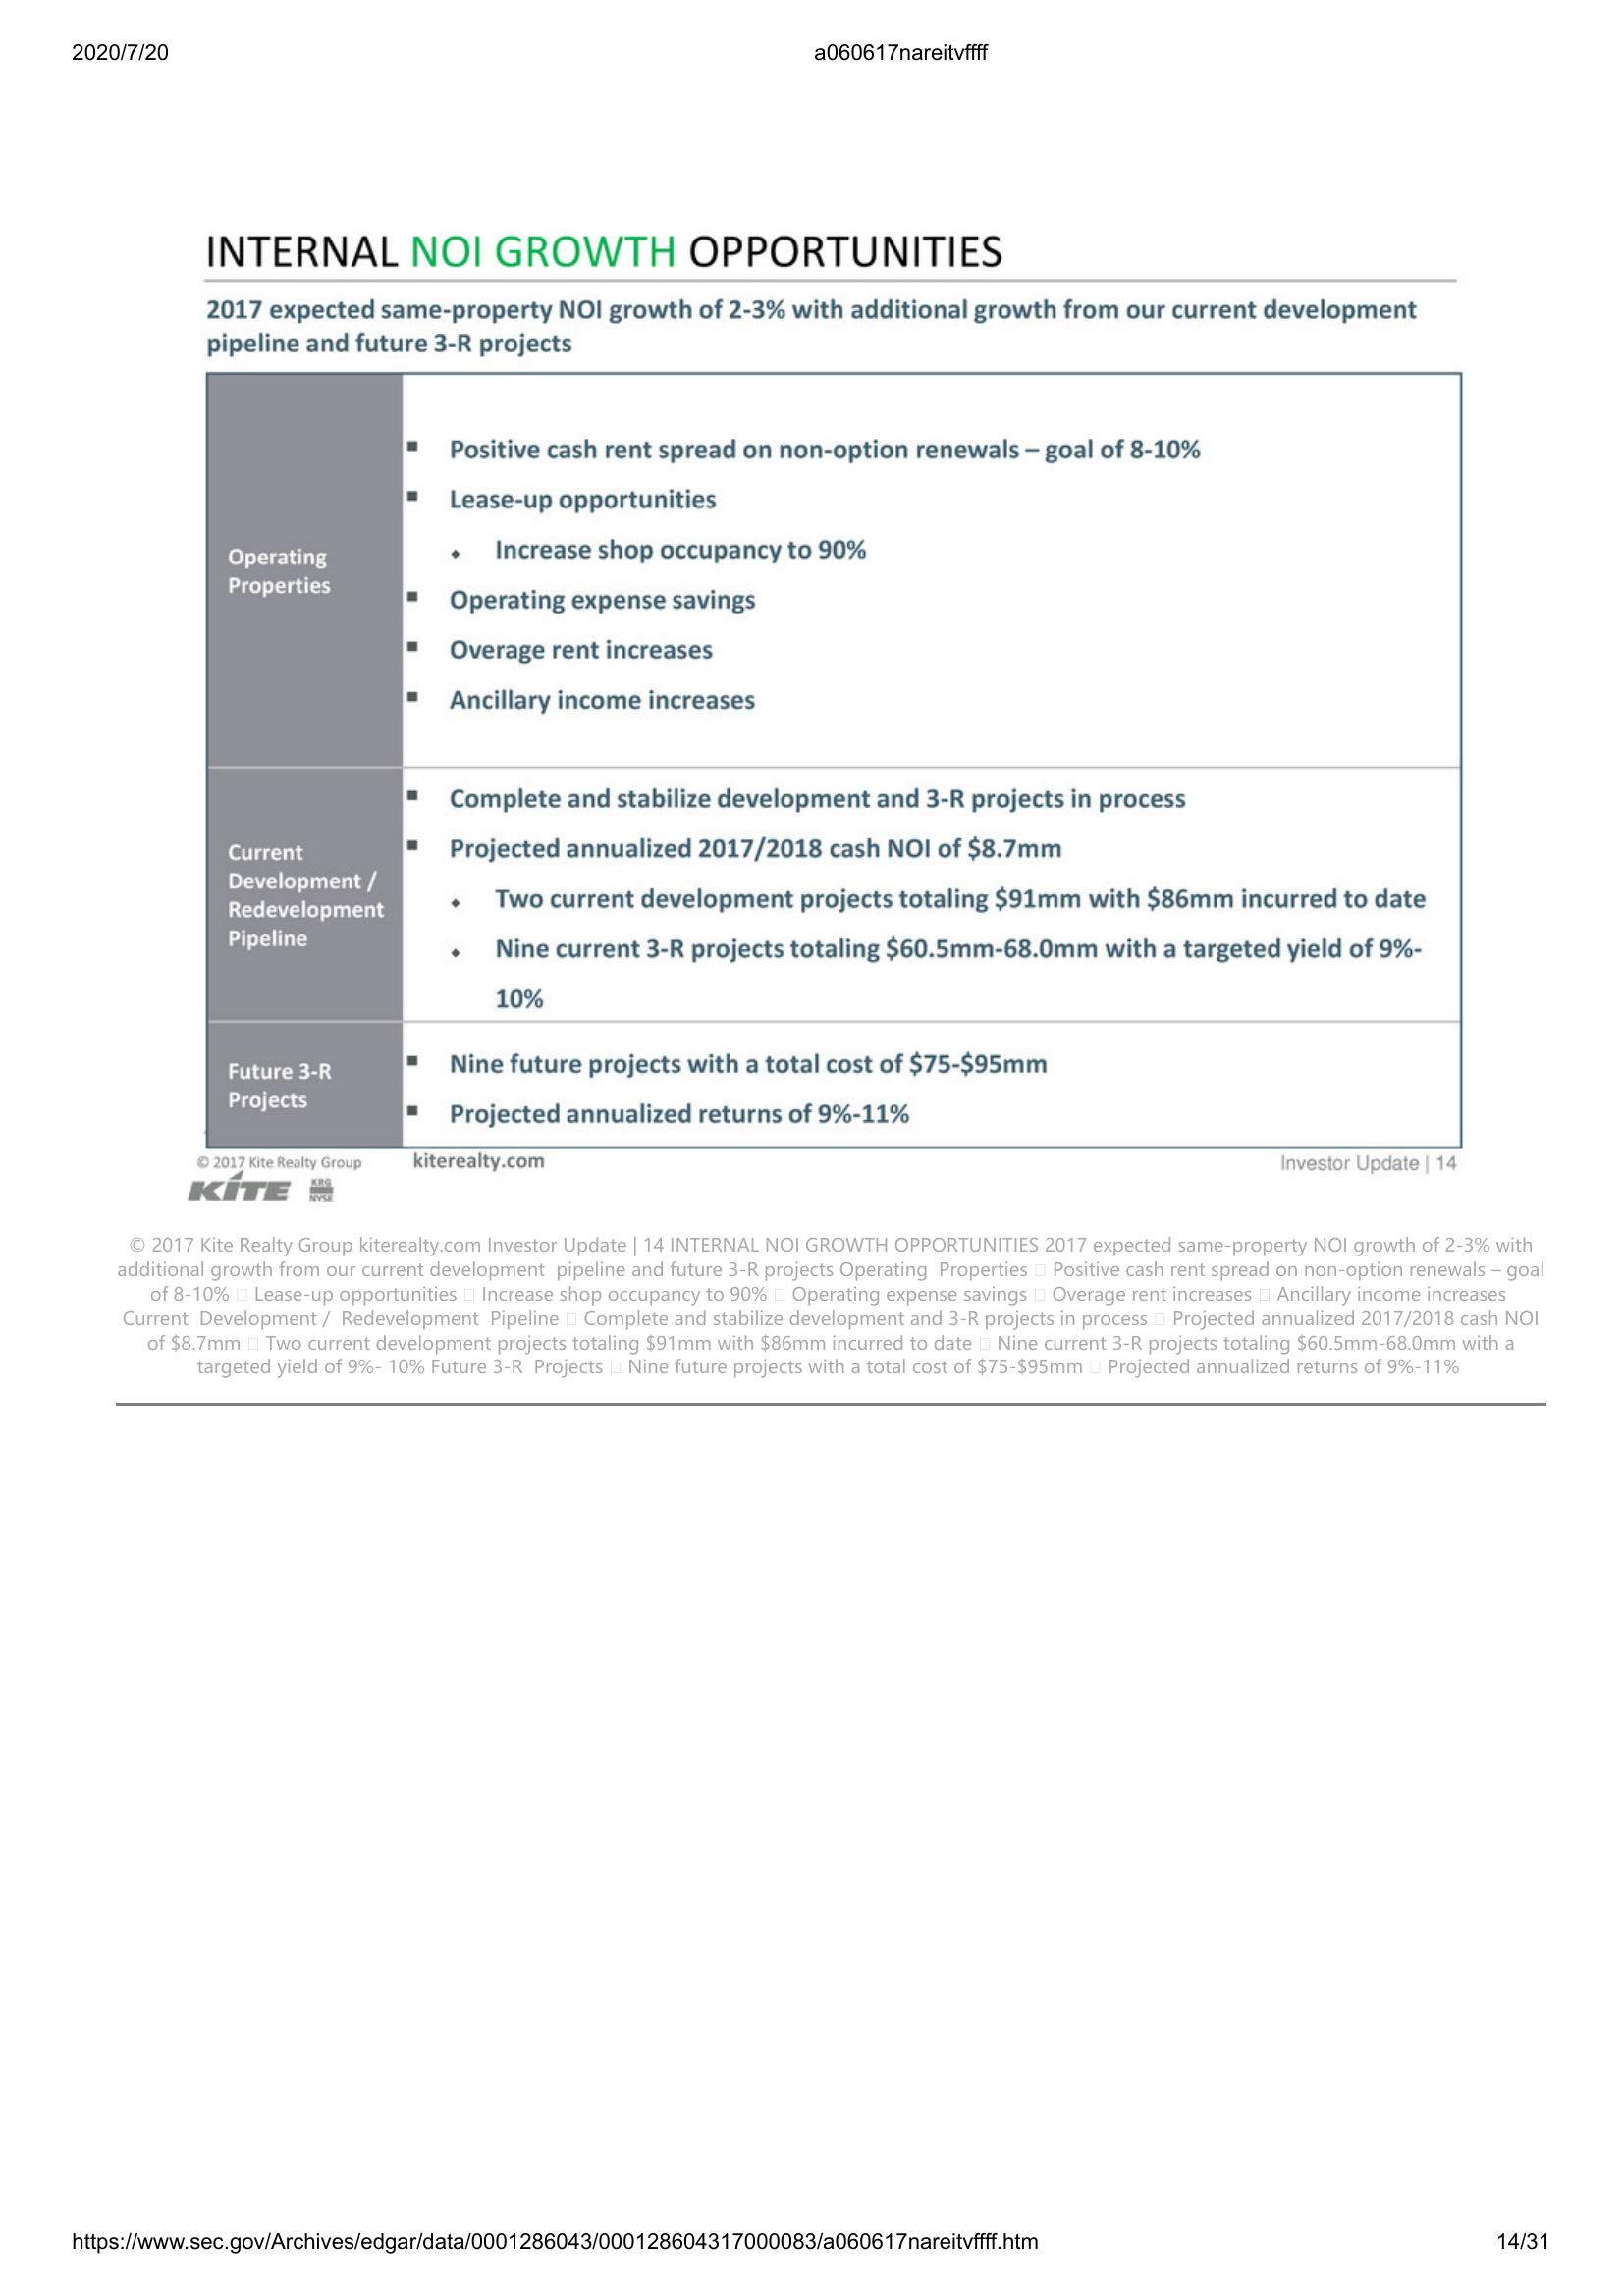 2020/7/20 a060617nareitvffff
INTERNAL NOI GROWTH OPPORTUNITIES
2017 expected same-property NOI growth of 2-3% with additional growth from our current development
pipeline and future 3-R projects
Operating
Properties
▪ Positive cash rent spread on non-option renewals – goal of 8-10%
▪ Lease-up opportunities
⬥ Increase shop occupancy to 90%
▪ Operating expense savings
▪ Overage rent increases
▪ Ancillary income increases
Current
Development /
Redevelopment
Pipeline
▪ Complete and stabilize development and 3-R projects in process
▪ Projected annualized 2017/2018 cash NOI of $8.7mm
⬥ Two current development projects totaling $91mm with $86mm incurred to date
⬥ Nine current 3-R projects totaling $60.5mm-68.0mm with a targeted yield of 9%-
10%
Future 3-R
Projects
▪ Nine future projects with a total cost of $75-$95mm
▪ Projected annualized returns of 9%-11%
© 2017 Kite Realty Group kiterealty.com Investor Update | 14
KITE KRG
NYSE
© 2017 Kite Realty Group kiterealty.com Investor Update | 14 INTERNAL NOI GROWTH OPPORTUNITIES 2017 expected same-property NOI growth of 2-3% with
additional growth from our current development pipeline and future 3-R projects Operating Properties □ Positive cash rent spread on non-option renewals – goal
of 8-10% □ Lease-up opportunities □ Increase shop occupancy to 90% □ Operating expense savings □ Overage rent increases □ Ancillary income increases
Current Development / Redevelopment Pipeline □ Complete and stabilize development and 3-R projects in process □ Projected annualized 2017/2018 cash NOI
of $8.7mm □ Two current development projects totaling $91mm with $86mm incurred to date □ Nine current 3-R projects totaling $60.5mm-68.0mm with a
targeted yield of 9%- 10% Future 3-R Projects □ Nine future projects with a total cost of $75-$95mm □ Projected annualized returns of 9%-11%
https://www.sec.gov/Archives/edgar/data/0001286043/000128604317000083/a060617nareitvffff.htm 14/31